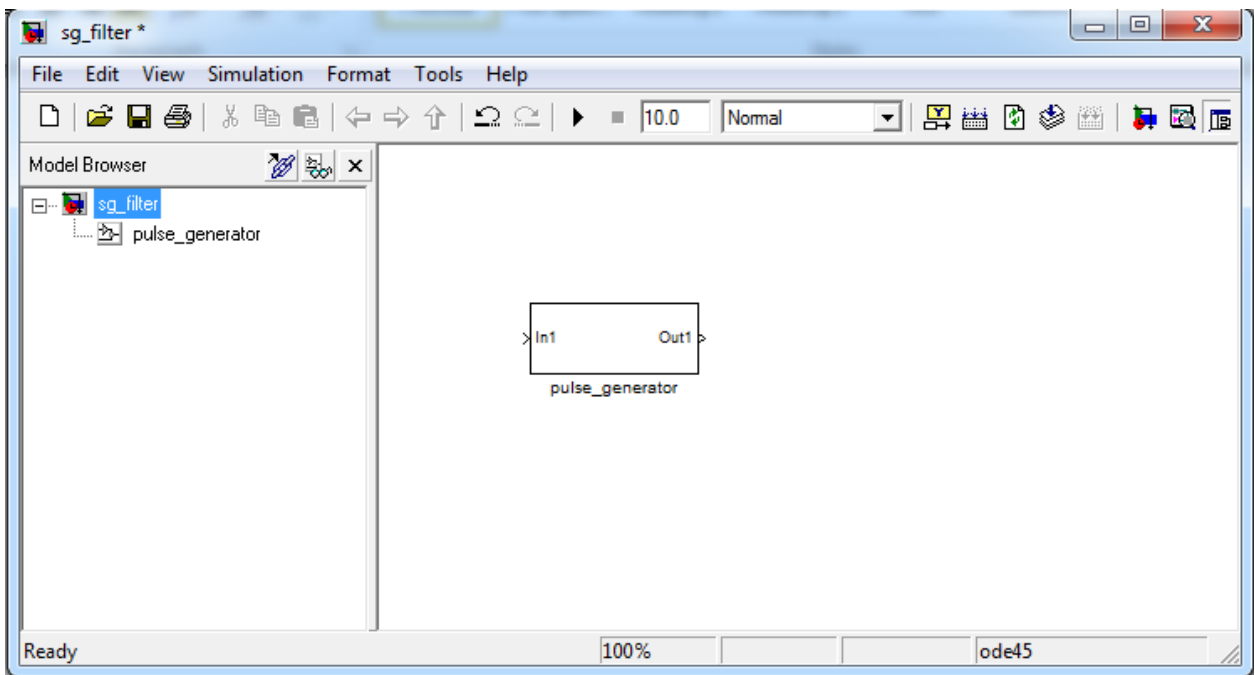 sg_filter *
File Edit View Simulation Format Tools Help
10.0 Normal
Model Browser
sg_filter
pulse_generator
In1 Out1
pulse_generator
Ready 100% ode45